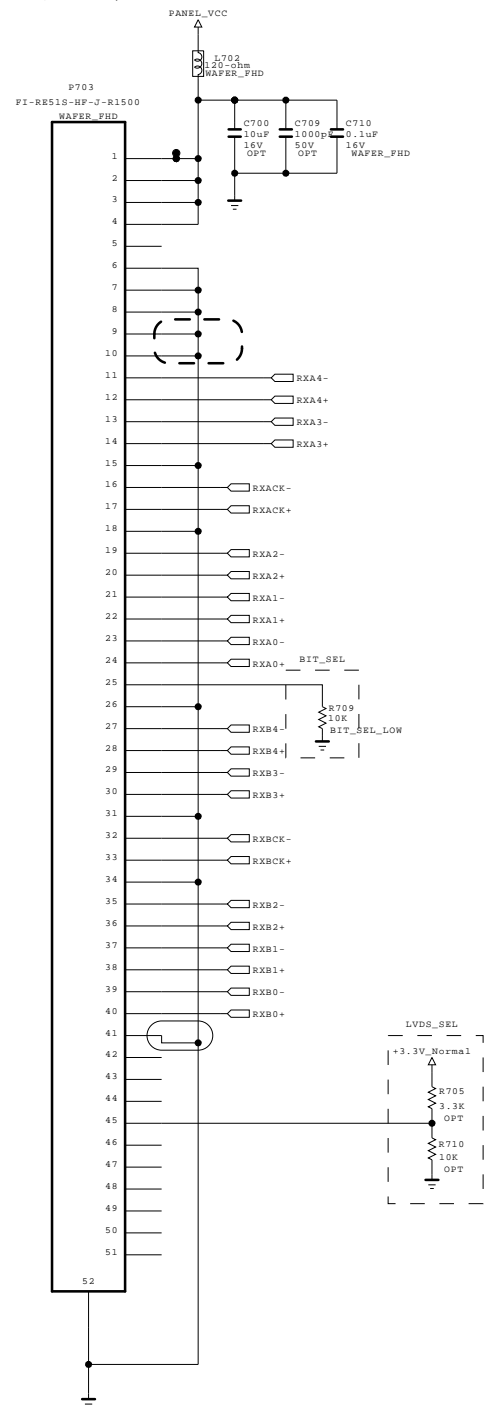 PANEL_VCC
L702
120-ohm
WAFER_FHD
P703
FI-RE51S-HF-J-R1500
WAFER_FHD
C700
10uF
16V
OPT
C709
1000pF
50V
OPT
C710
0.1uF
16V
WAFER_FHD
1
2
3
4
5
6
7
8
9
10
11 RXA4-
12 RXA4+
13 RXA3-
14 RXA3+
15
16 RXACK-
17 RXACK+
18
19 RXA2-
20 RXA2+
21 RXA1-
22 RXA1+
23 RXA0-
24 RXA0+
BIT_SEL
25
R709
10K
BIT_SEL_LOW
26
27 RXB4-
28 RXB4+
29 RXB3-
30 RXB3+
31
32 RXBCK-
33 RXBCK+
34
35 RXB2-
36 RXB2+
37 RXB1-
38 RXB1+
39 RXB0-
40 RXB0+
41
42
43
44
45
46
47
48
49
50
51
52
LVDS_SEL
+3.3V_Normal
R705
3.3K
OPT
R710
10K
OPT